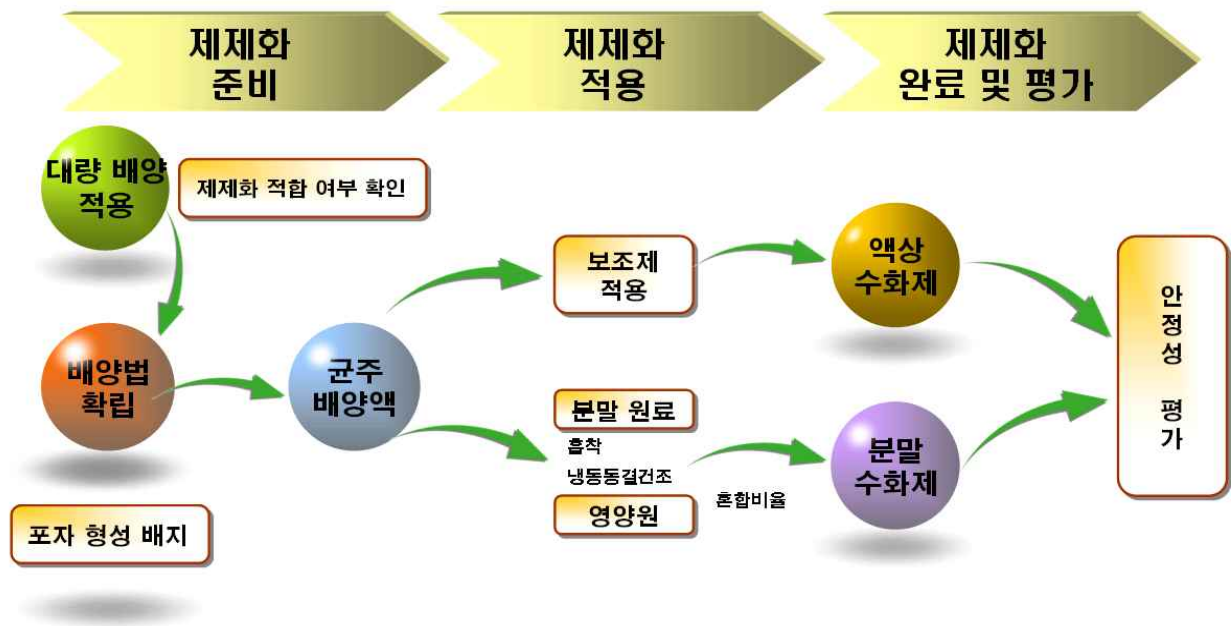 제제화
준비
제제화
적용
제제화
완료 및 평가
대량 배양
적용
제제화 적합 여부 확인
배양법
확립
포자 형성 배지
균주
배양액
보조제
적용
분말 원료
흡착
냉동동결건조
영양원
혼합비율
액상
수화제
분말
수화제
안
정
성
평
가